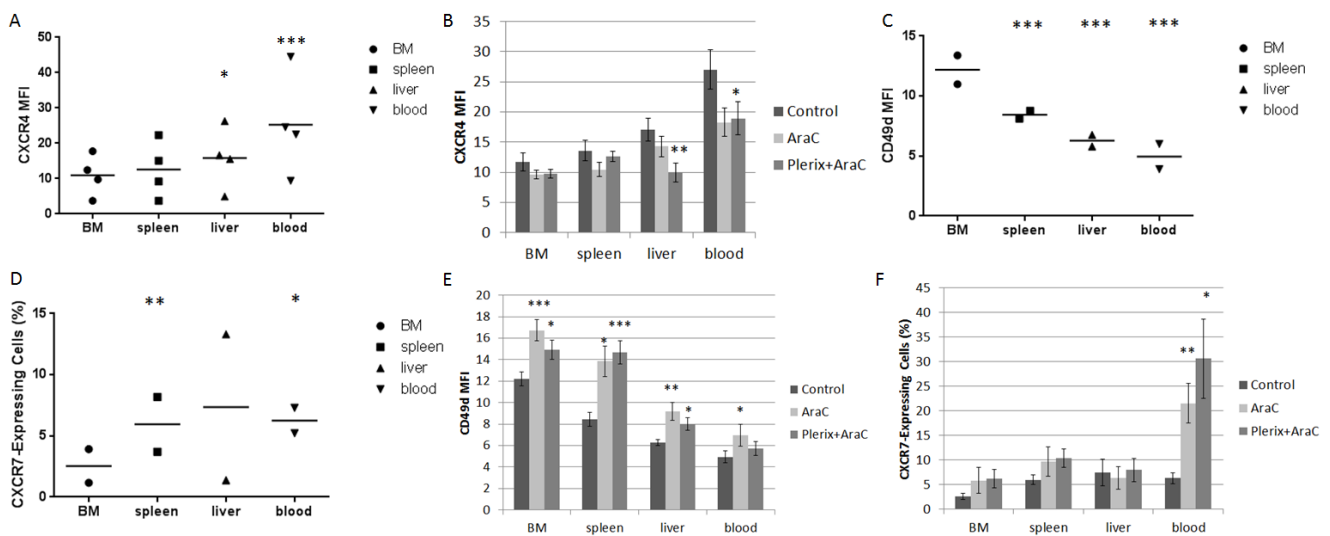 A
CXCR4 MFI
50
40
30
20
10
0
*
***
BM
spleen
liver
blood
BM
spleen
liver
blood
B
CXCR4 MFI
35
30
25
20
15
10
5
0
**
*
BM
spleen
liver
blood
Control
AraC
Plerix+AraC
C
CD49d MFI
15
10
5
0
***
***
***
BM
spleen
liver
blood
BM
spleen
liver
blood
D
CXCR7-Expressing Cells (%)
15
10
5
0
**
*
BM
spleen
liver
blood
BM
spleen
liver
blood
E
CD49d MFI
20
18
16
14
12
10
8
6
4
2
0
***
*
*
***
**
*
*
BM
spleen
liver
blood
Control
AraC
Plerix+AraC
F
CXCR7-Expressing Cells (%)
45
40
35
30
25
20
15
10
5
0
**
*
BM
spleen
liver
blood
Control
AraC
Plerix+AraC